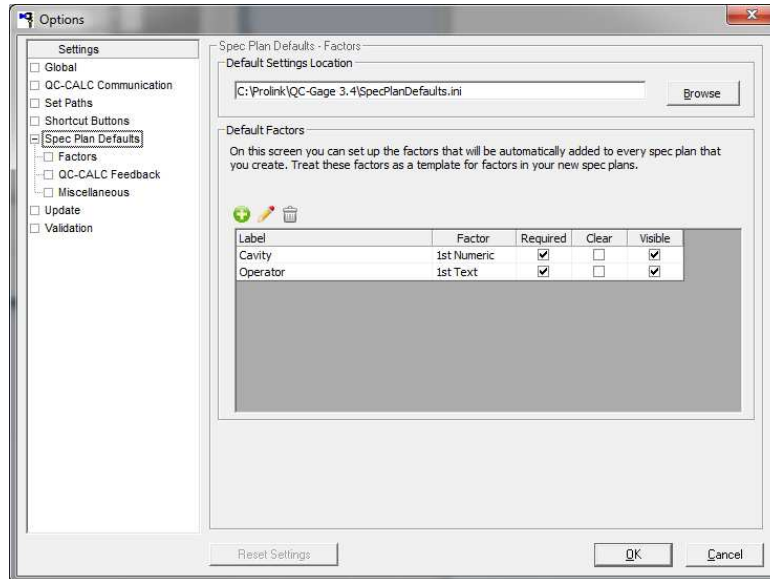 Options
Settings
Global
QC-CALC Communication
Set Paths
Shortcut Buttons
Spec Plan Defaults
Factors
QC-CALC Feedback
Miscellaneous
Update
Validation
Spec Plan Defaults - Factors
Default Settings Location
C:\Prolink\QC-Gage 3.4\SpecPlanDefaults.ini
Browse
Default Factors
On this screen you can set up the factors that will be automatically added to every spec plan that
you create. Treat these factors as a template for factors in your new spec plans.
Label Factor Required Clear Visible
Cavity 1st Numeric
Operator 1st Text
Reset Settings OK Cancel